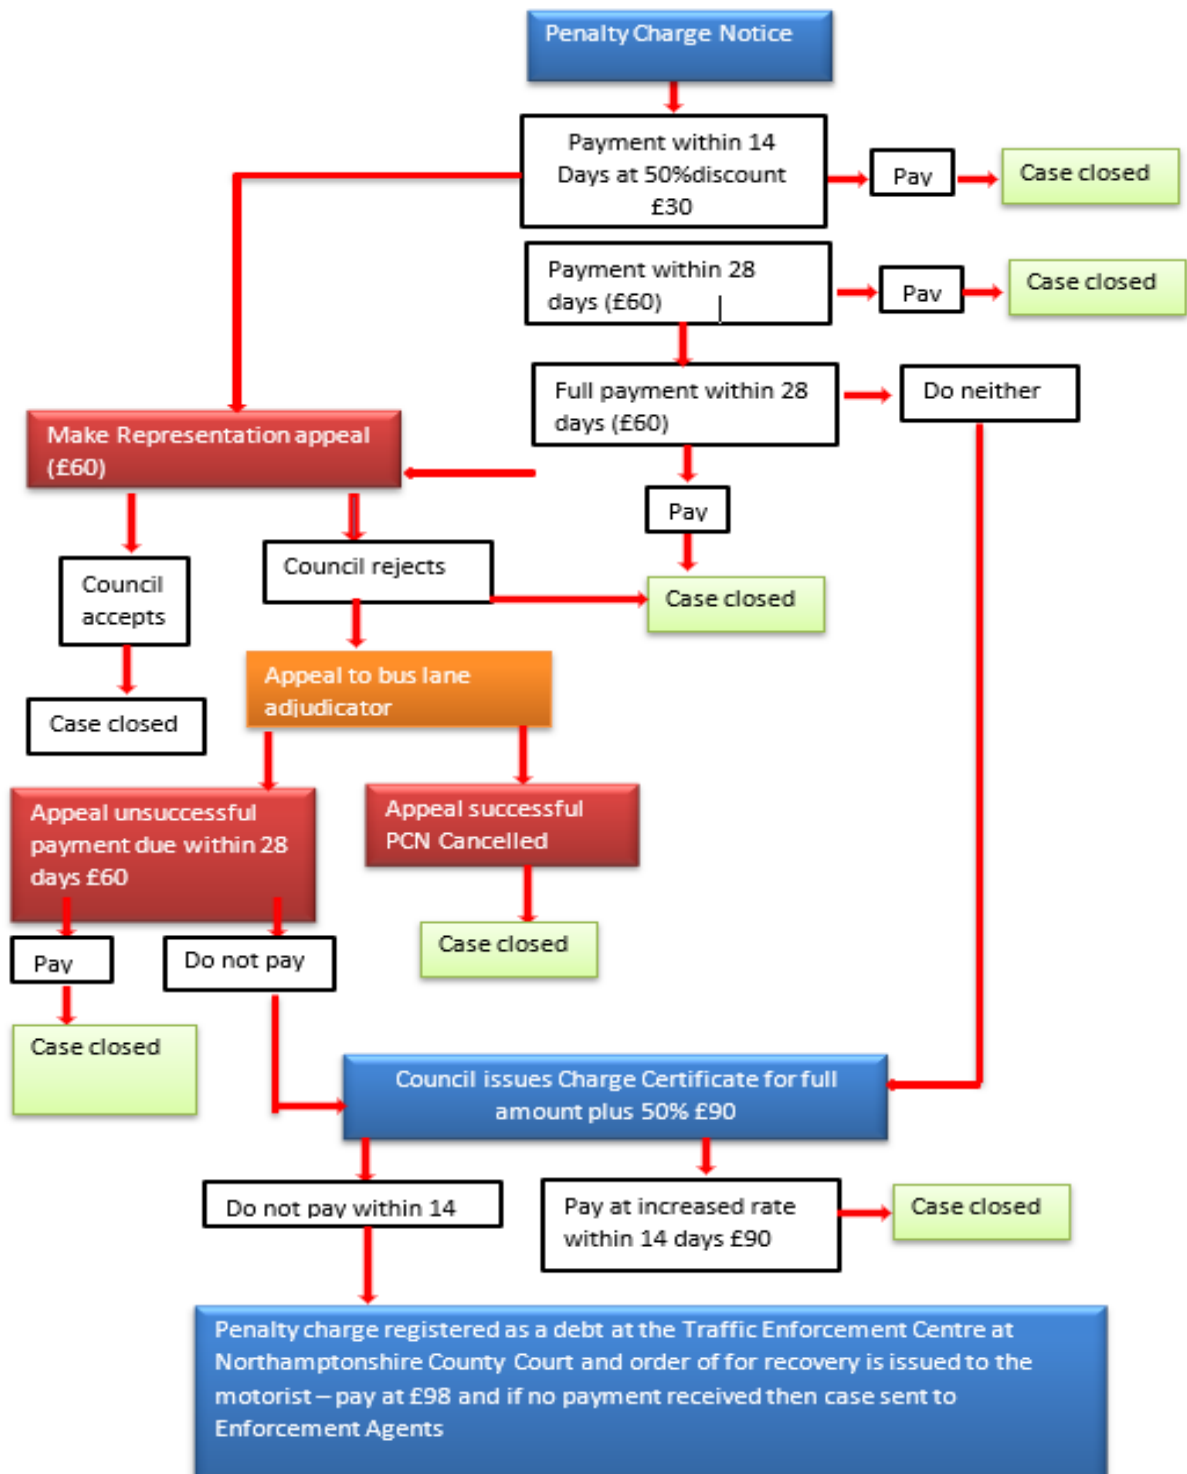 Penalty Charge Notice
Payment within 14
Days at 50%discount
£30
Pay
Case closed
Payment within 28
days (£60)
Pay
Case closed
Full payment within 28
days (£60)
Do neither
Make Representation appeal
(£60)
Pay
Council
accepts
Council rejects
Case closed
Appeal to bus lane
adjudicator
Case closed
Appeal unsuccessful
payment due within 28
days £60
Appeal successful
PCN Cancelled
Pay
Do not pay
Case closed
Case closed
Council issues Charge Certificate for full
amount plus 50% £90
Do not pay within 14
Pay at increased rate
within 14 days £90
Case closed
Penalty charge registered as a debt at the Traffic Enforcement Centre at
Northamptonshire County Court and order of for recovery is issued to the
motorist – pay at £98 and if no payment received then case sent to
Enforcement Agents